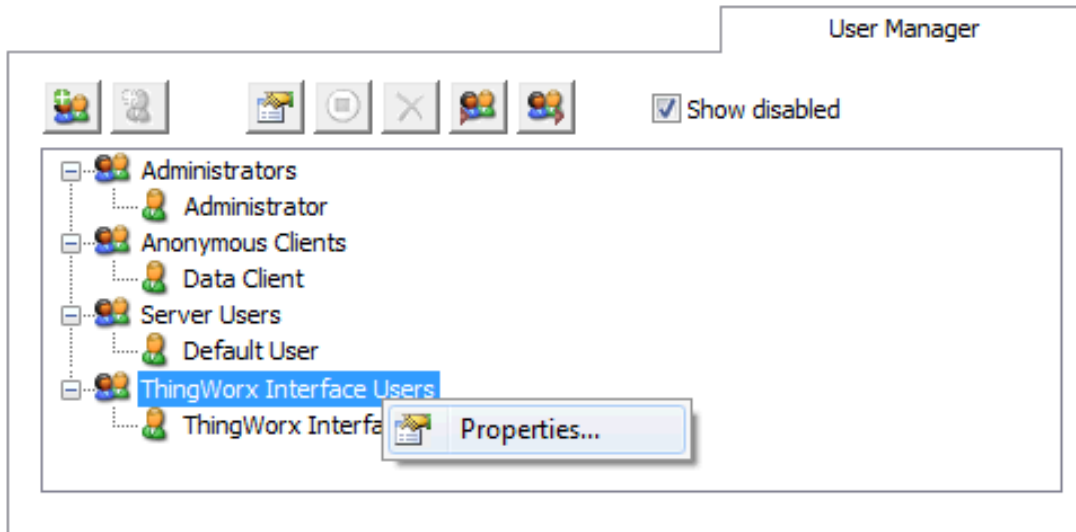 User Manager
Show disabled
Administrators
Administrator
Anonymous Clients
Data Client
Server Users
Default User
ThingWorx Interface Users
ThingWorx Interfa
Properties...